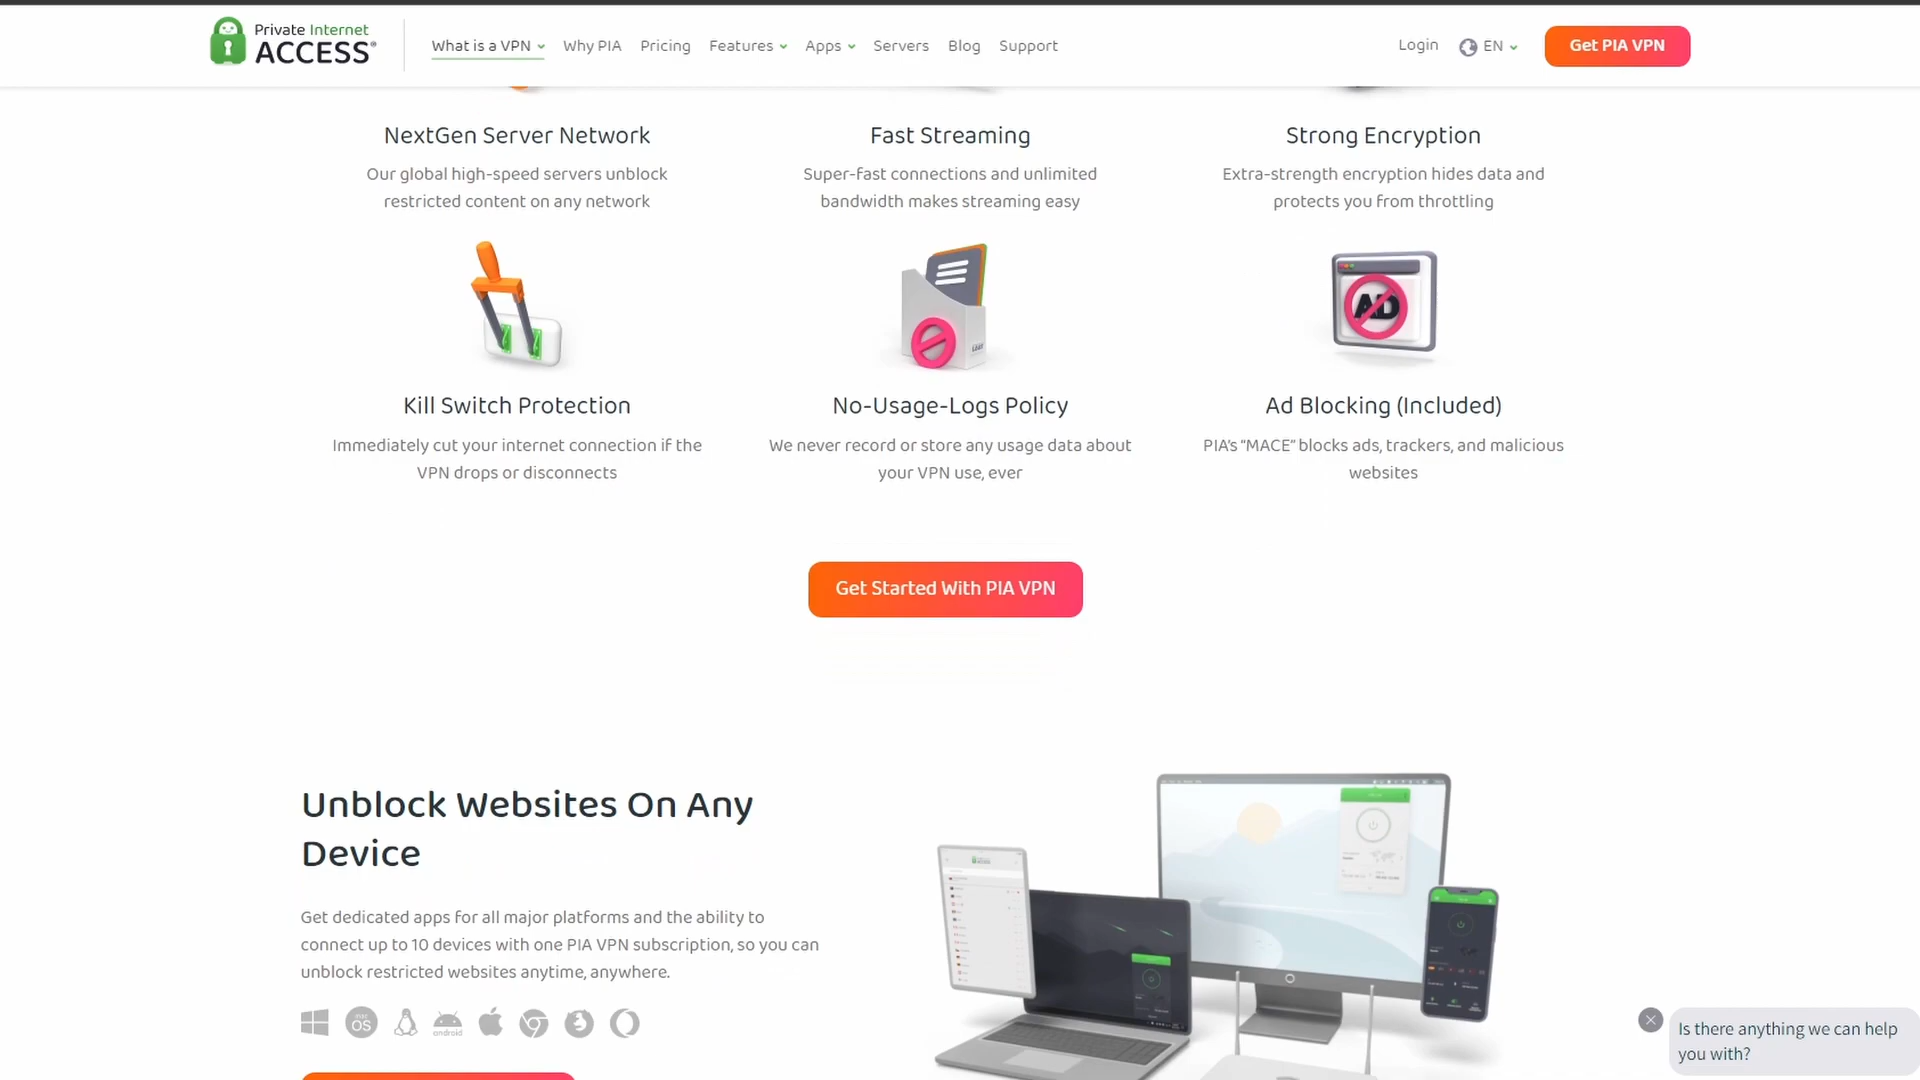 Private Internet
ACCESS®
What is a VPN
Why PIA
Pricing
Features
Apps
Servers
Blog
Support
Login
EN
Get PIA VPN
NextGen Server Network
Our global high-speed servers unblock
restricted content on any network
Fast Streaming
Super-fast connections and unlimited
bandwidth makes streaming easy
Strong Encryption
Extra-strength encryption hides data and
protects you from throttling
AD
Kill Switch Protection
Immediately cut your internet connection if the
VPN drops or disconnects
No-Usage-Logs Policy
We never record or store any usage data about
your VPN use, ever
Ad Blocking (Included)
PIA's “MACE” blocks ads, trackers, and malicious
websites
Get Started With PIA VPN
Unblock Websites On Any
Device
Get dedicated apps for all major platforms and the ability to
connect up to 10 devices with one PIA VPN subscription, so you can
unblock restricted websites anytime, anywhere.
OS
android
ACCESS
Is there anything we can help
you with?